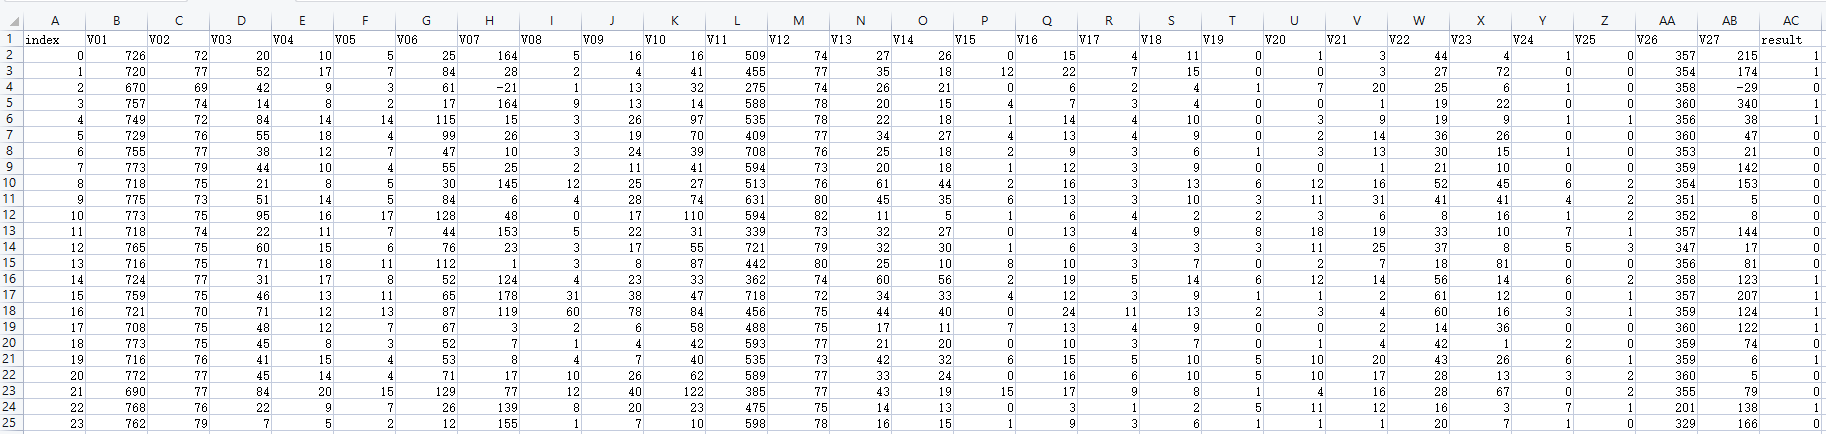 A B C D E F G H I J K L M N O P Q R S T U V W X Y Z AA AB AC
1 index V01 V02 V03 V04 V05 V06 V07 V08 V09 V10 V11 V12 V13 V14 V15 V16 V17 V18 V19 V20 V21 V22 V23 V24 V25 V26 V27 result
2 0 726 72 20 10 5 25 164 5 16 16 509 74 27 26 0 15 4 11 0 1 3 44 4 1 0 357 215 1
3 1 720 77 52 17 7 84 28 2 4 41 455 77 35 18 12 22 7 15 0 0 3 27 72 0 0 354 174 1
4 2 670 69 42 9 3 61 -21 1 13 32 275 74 26 21 0 6 2 4 1 7 20 25 6 1 0 358 -29 0
5 3 757 74 14 8 2 17 164 9 13 14 588 78 20 15 4 7 3 4 0 0 1 19 22 0 0 360 340 1
6 4 749 72 84 14 14 115 15 3 26 97 535 78 22 18 1 14 4 10 0 3 9 19 9 1 1 356 38 1
7 5 729 76 55 18 4 99 26 3 19 70 409 77 34 27 4 13 4 9 0 2 14 36 26 0 0 360 47 0
8 6 755 77 38 12 7 47 10 3 24 39 708 76 25 18 2 9 3 6 1 3 13 30 15 1 0 353 21 0
9 7 773 79 44 10 4 55 25 2 11 41 594 73 20 18 1 12 3 9 0 0 1 21 10 0 0 359 142 0
10 8 718 75 21 8 5 30 145 12 25 27 513 76 61 44 2 16 3 13 6 12 16 52 45 6 2 354 153 0
11 9 775 73 51 14 5 84 6 4 28 74 631 80 45 35 6 13 3 10 3 11 31 41 41 4 2 351 5 0
12 10 773 75 95 16 17 128 48 0 17 110 594 82 11 5 1 6 4 2 2 3 6 8 16 1 2 352 8 0
13 11 718 74 22 11 7 44 153 5 22 31 339 73 32 27 0 13 4 9 8 18 19 33 10 7 1 357 144 0
14 12 765 75 60 15 6 76 23 3 17 55 721 79 32 30 1 6 3 3 3 11 25 37 8 5 3 347 17 0
15 13 716 75 71 18 11 112 1 3 8 87 442 80 25 10 8 10 3 7 0 2 7 18 81 0 0 356 81 0
16 14 724 77 31 17 8 52 124 4 23 33 362 74 60 56 2 19 5 14 6 12 14 56 14 6 2 358 123 1
17 15 759 75 46 13 11 65 178 31 38 47 718 72 34 33 4 12 3 9 1 1 2 61 12 0 1 357 207 1
18 16 721 70 71 12 13 87 119 60 78 84 456 75 44 40 0 24 11 13 2 3 4 60 16 3 1 359 124 1
19 17 708 75 48 12 7 67 3 2 6 58 488 75 17 11 7 13 4 9 0 0 2 14 36 0 0 360 122 1
20 18 773 75 45 8 3 52 7 1 4 42 593 77 21 20 0 10 3 7 0 1 4 42 1 2 0 359 74 0
21 19 716 76 41 15 4 53 8 4 7 40 535 73 42 32 6 15 5 10 5 10 20 43 26 6 1 359 6 1
22 20 772 77 45 14 4 71 17 10 26 62 589 77 33 24 0 16 6 10 5 10 17 28 13 3 2 360 5 0
23 21 690 77 84 20 15 129 77 12 40 122 385 77 43 19 15 17 9 8 1 4 16 28 67 0 2 355 79 0
24 22 768 76 22 9 7 26 139 8 20 23 475 75 14 13 0 3 1 2 5 11 12 16 3 7 1 201 138 1
25 23 762 79 7 5 2 12 155 1 7 10 598 78 16 15 1 9 3 6 1 1 1 20 7 1 0 329 166 0